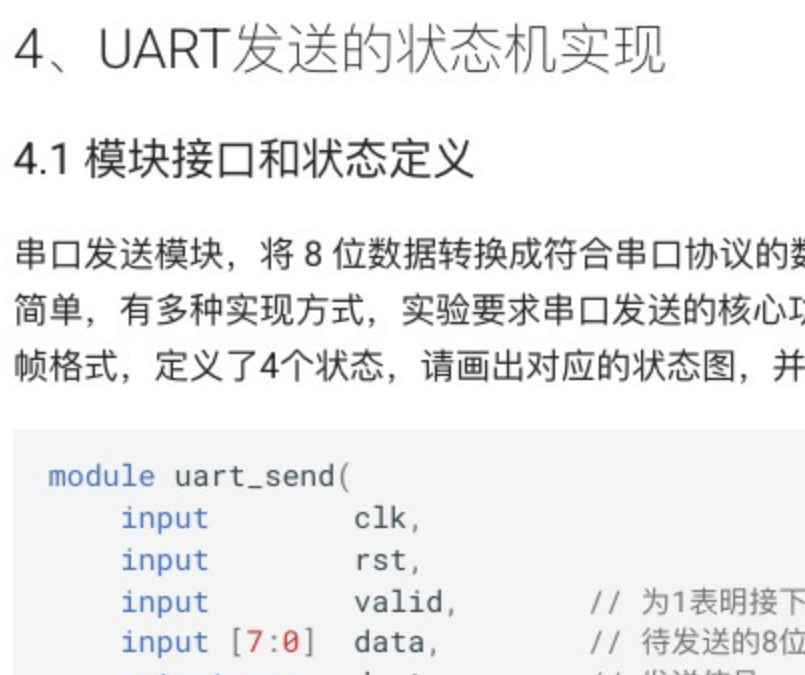 4、UART发送的状态机实现
4.1 模块接口和状态定义
串口发送模块，将 8 位数据转换成符合串口协议的数
简单，有多种实现方式，实验要求串口发送的核心功
帧格式，定义了4个状态，请画出对应的状态图，并
module uart_send(
input clk,
input rst,
input valid, // 为1表明接下
input [7:0] data, // 待发送的8位